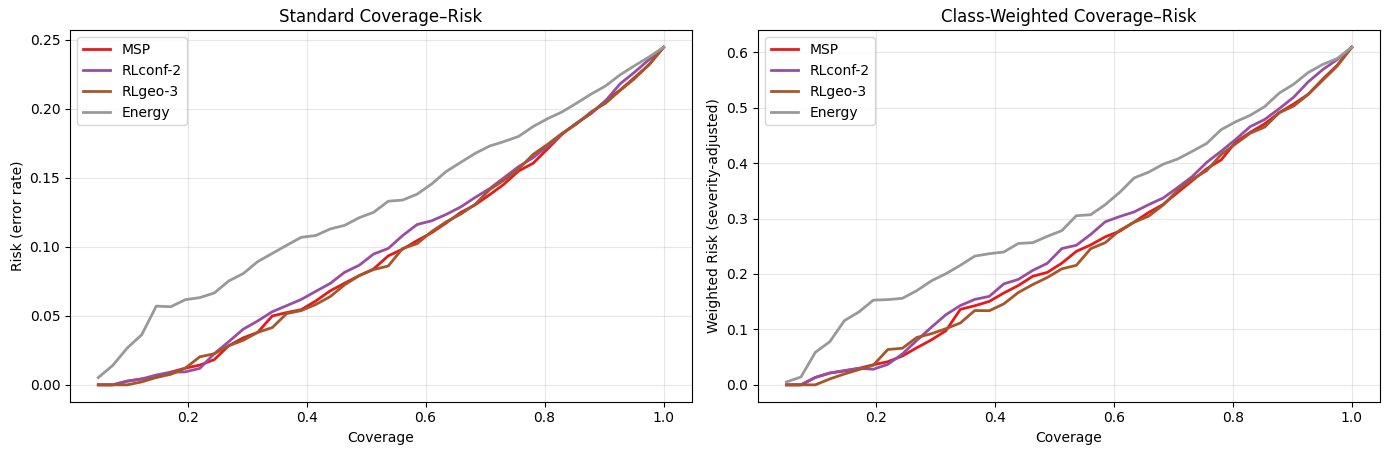 Standard Coverage–Risk
MSP
RLconf-2
RLgeo-3
Energy
Risk (error rate)
0.25
0.20
0.15
0.10
0.05
0.00
0.2
0.4
0.6
0.8
1.0
Coverage
Class-Weighted Coverage–Risk
MSP
RLconf-2
RLgeo-3
Energy
Weighted Risk (severity-adjusted)
0.6
0.5
0.4
0.3
0.2
0.1
0.0
0.2
0.4
0.6
0.8
1.0
Coverage